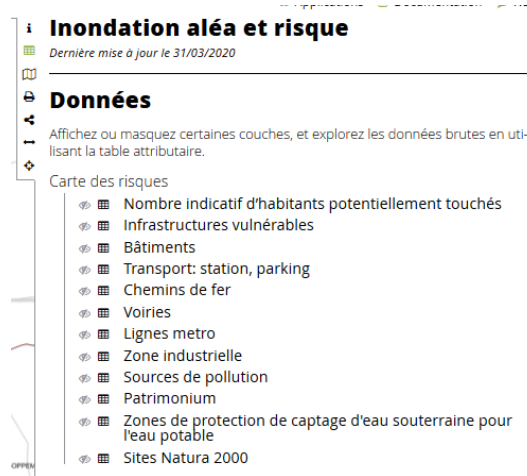 Applications Documentation
Inondation aléa et risque
Dernière mise à jour le 31/03/2020
Données
Affichez ou masquez certaines couches, et explorez les données brutes en uti-
lisant la table attributaire.
Carte des risques
Nombre indicatif d'habitants potentiellement touchés
Infrastructures vulnérables
Bâtiments
Transport: station, parking
Chemins de fer
Voiries
Lignes metro
Zone industrielle
Sources de pollution
Patrimonium
Zones de protection de captage d'eau souterraine pour
l'eau potable
Sites Natura 2000
OPPEM